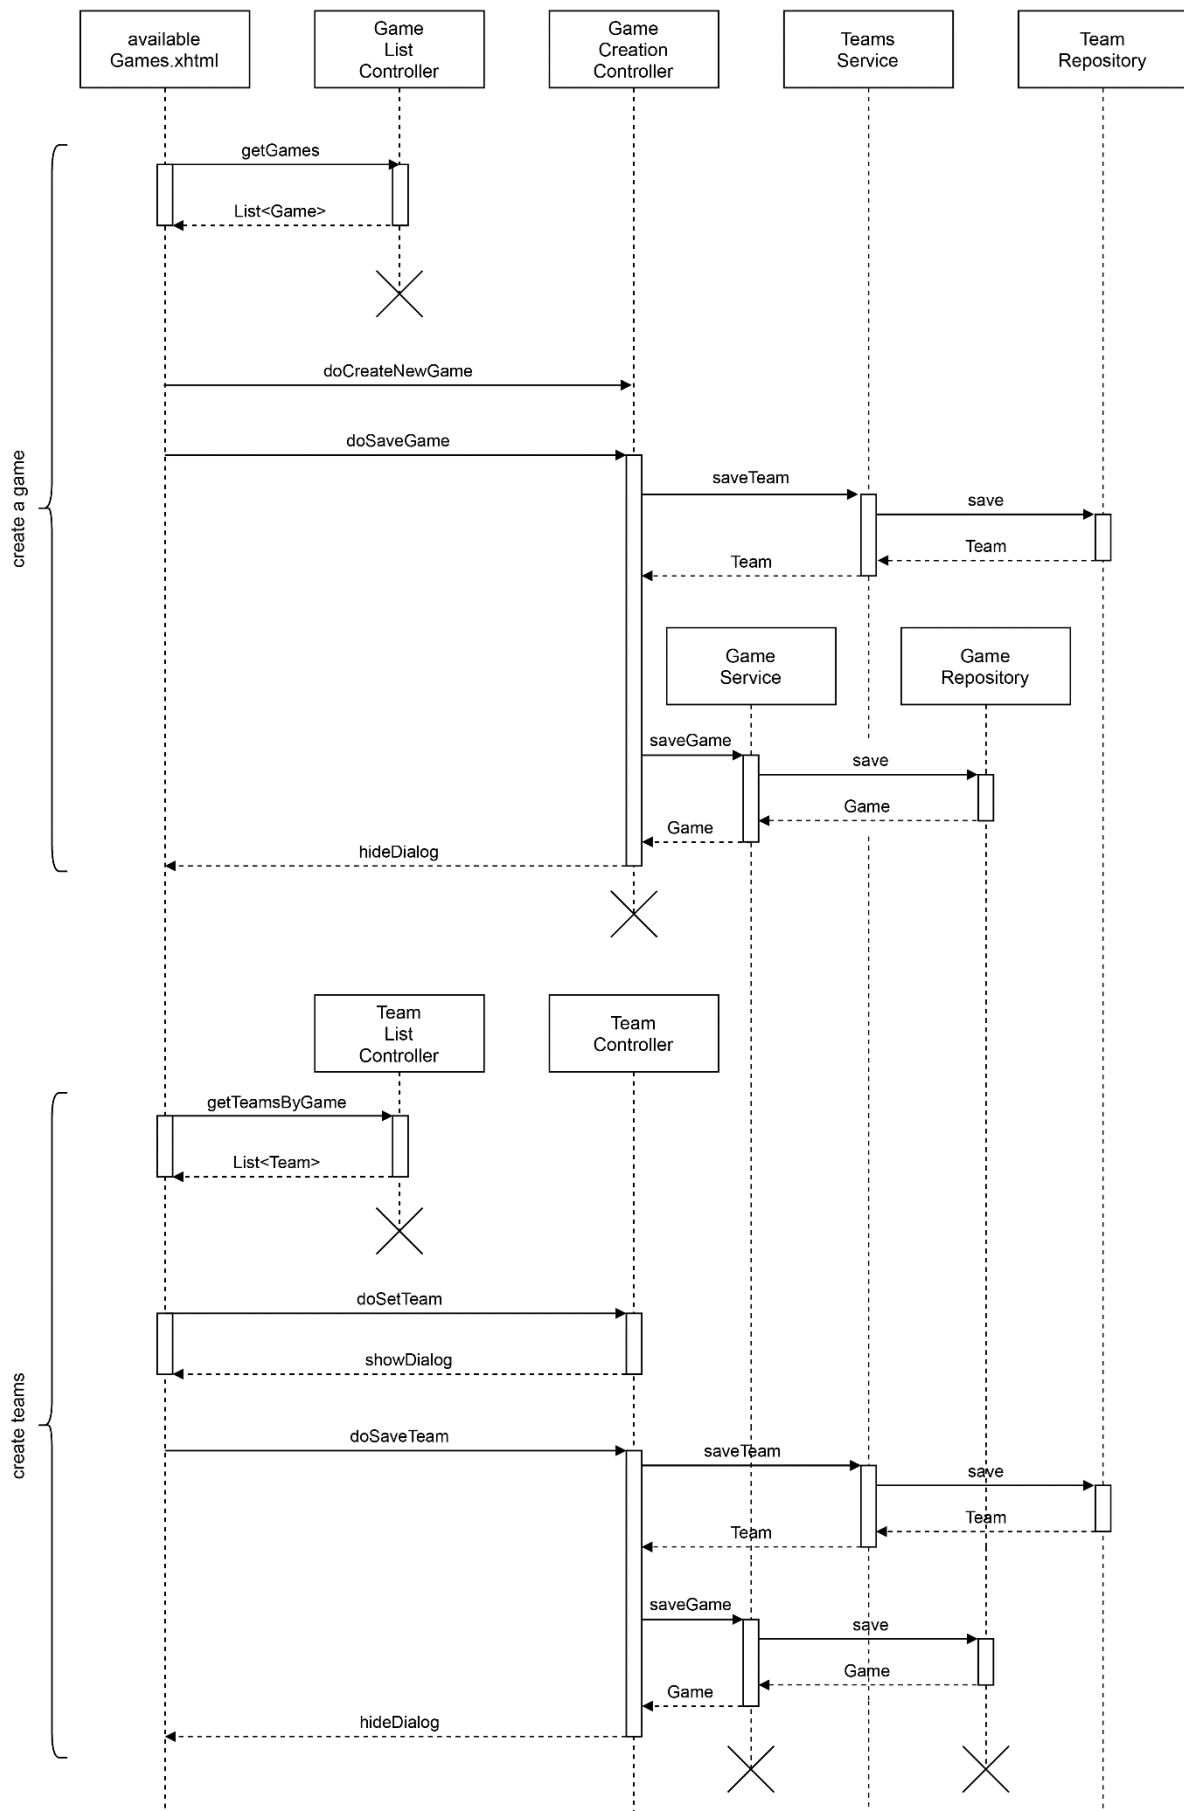 available
Games.xhtml
Game
List
Controller
Game
Creation
Controller
Teams
Service
Team
Repository
create a game
getGames
List<Game>
doCreateNewGame
doSaveGame
saveTeam
save
Team
Team
Game
Service
Game
Repository
saveGame
save
Game
Game
hideDialog
Team
List
Controller
Team
Controller
create teams
getTeamsByGame
List<Team>
doSetTeam
showDialog
doSaveTeam
saveTeam
save
Team
Team
saveGame
save
Game
Game
hideDialog